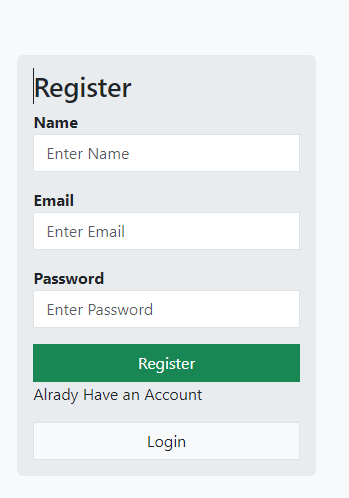 Register
Name
Enter Name
Email
Enter Email
Password
Enter Password
Register
Alrady Have an Account
Login